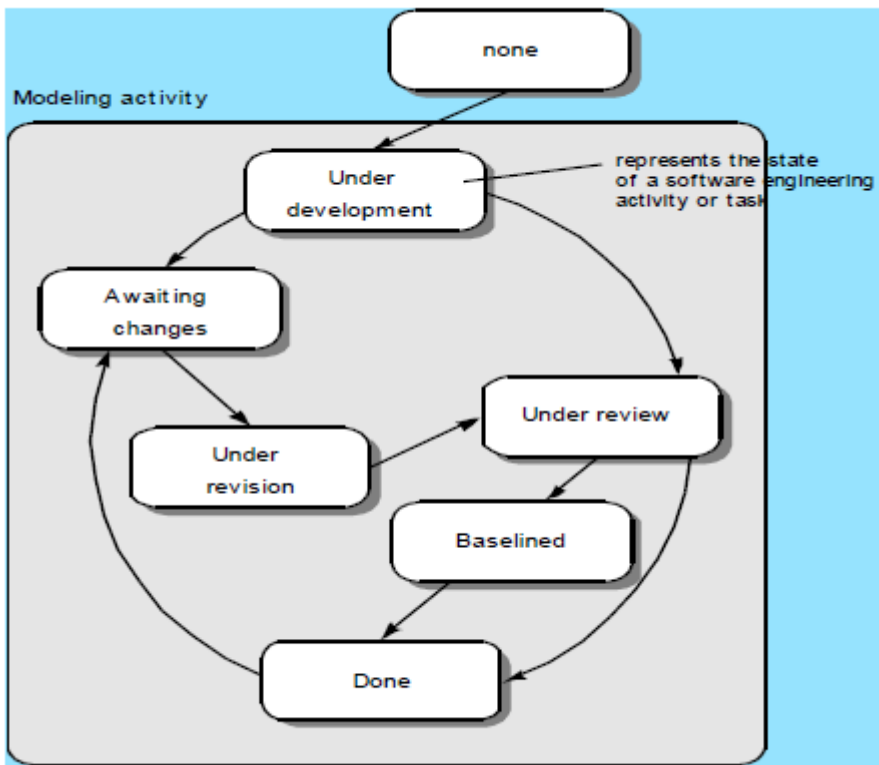 none
Modeling activity
Under
development
represents the state
of a software engineering
activity or task
Awaiting
changes
Under review
Under
revision
Baselined
Done